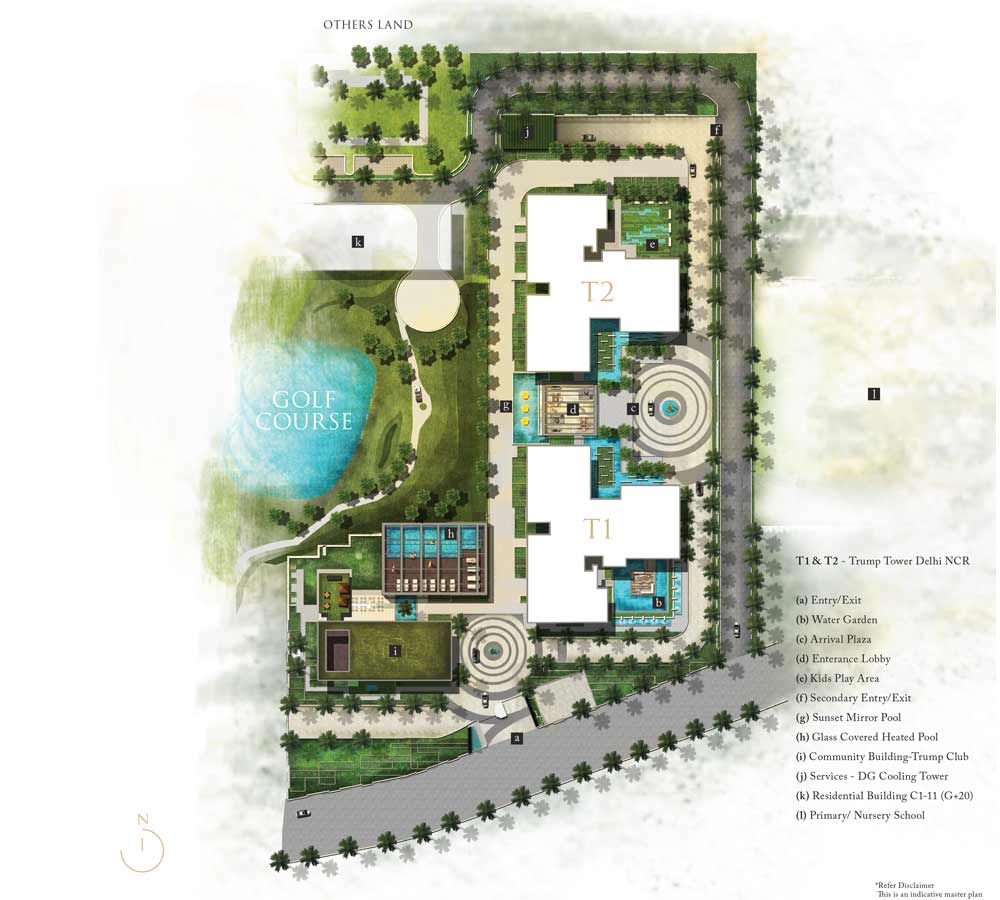 OTHERS LAND
j
f
k
e
T2
l
GOLF
COURSE
g
d
c
h
T1
T1 & T2 - Trump Tower Delhi NCR
b
(a) Entry/Exit
(b) Water Garden
(c) Arrival Plaza
i
(d) Enterance Lobby
(e) Kids Play Area
(f) Secondary Entry/Exit
(g) Sunset Mirror Pool
a
(h) Glass Covered Heated Pool
(i) Community Building-Trump Club
(j) Services - DG Cooling Tower
(k) Residential Building C1-11 (G+20)
(l) Primary/ Nursery School
N
*Refer Disclaimer
This is an indicative master plan